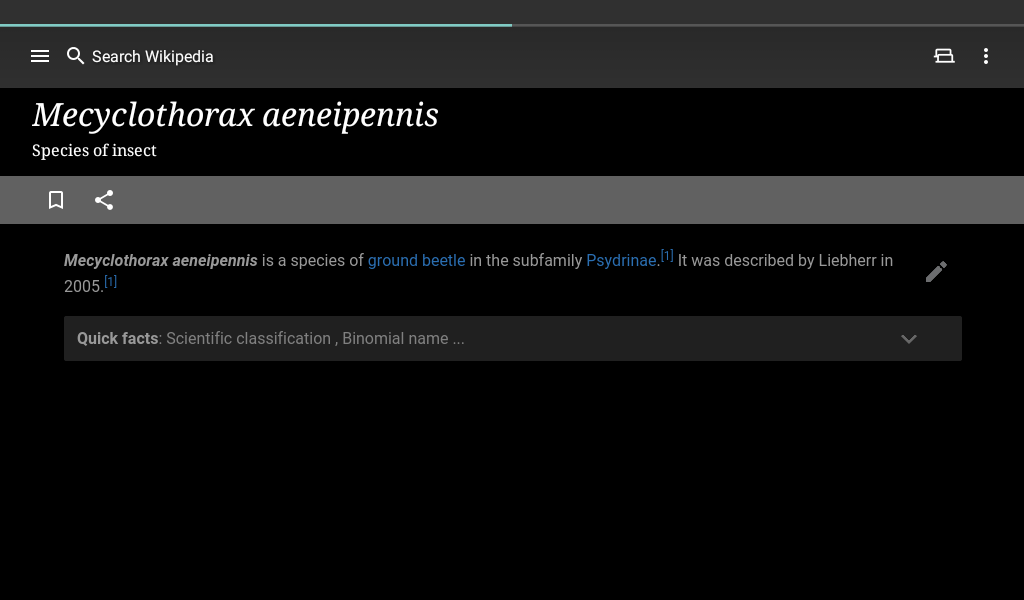 Search Wikipedia
Mecyclothorax aeneipennis
Species of insect
Mecyclothorax aeneipennis is a species of ground beetle in the subfamily Psydrinae.[1] It was described by Liebherr in
2005.[1]
Quick facts: Scientific classification , Binomial name ...